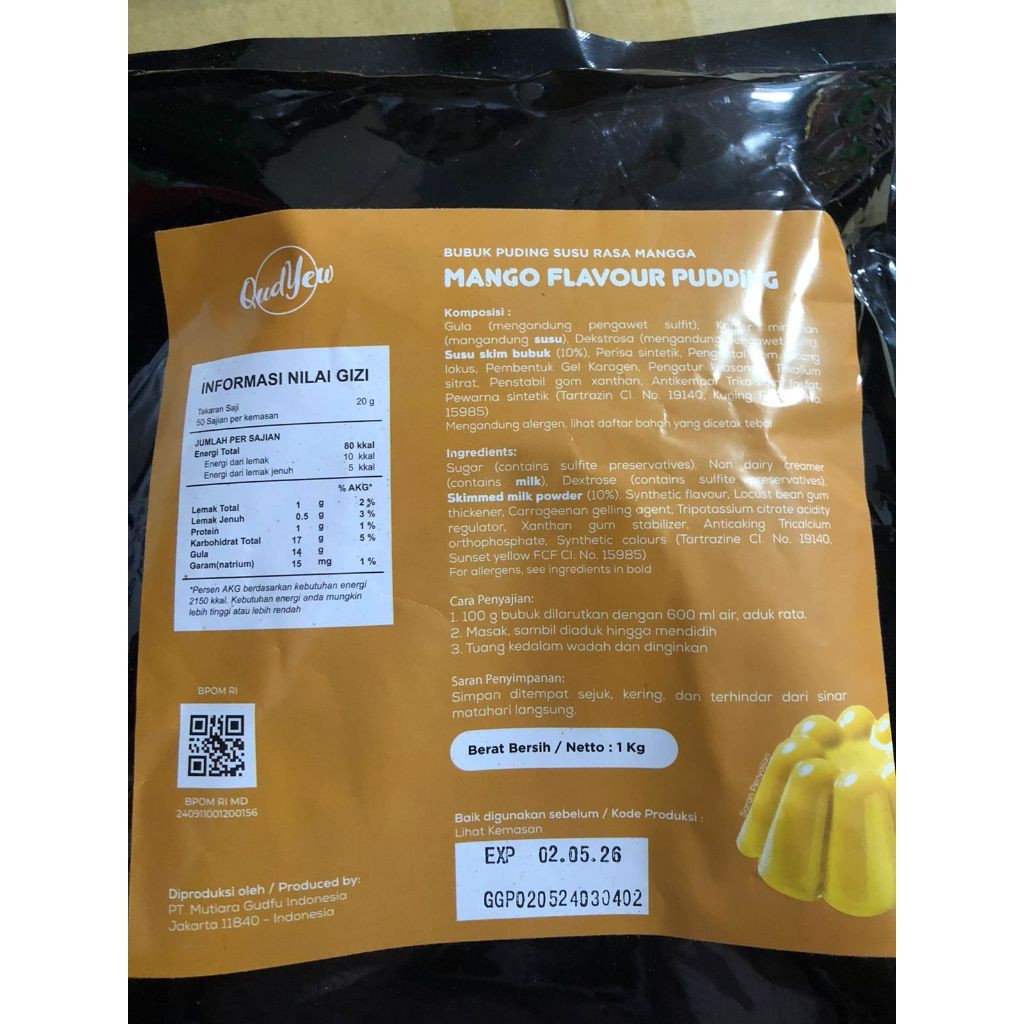 QudYew
BUBUK PUDING SUSU RASA MANGGA
MANGO FLAVOUR PUDDING
Komposisi :
Gula (mengandung pengawet sulfit),
(mangandung susu), Dekstrosa (mengandung pengawet sulfit),
Susu skim bubuk (10%), Perisa sintetik, Pengental gom kacang
lokus, Pembentuk Gel Karagen, Pengatur
sitrat, Penstabil gom xanthan, Antikempal fosfat,
Pewarna sintetik (Tartrazin CI. No. 19140, Kuning No.
15985)
Mengandung alergen, lihat daftar bahan yang dicetak tebal
Ingredients:
Sugar (contains sulfite preservatives), Non dairy creamer
(contains milk), Dextrose (contains sulfite preservatives),
Skimmed milk powder (10%), Synthetic flavour, Locust bean gum
thickener, Carrageenan gelling agent, Tripotassium citrate acidity
regulator, Xanthan gum stabilizer, Anticaking Tricalcium
orthophosphate, Synthetic colours (Tartrazine CI. No. 19140,
Sunset yellow FCF CI. No. 15985)
For allergens, see ingredients in bold
Cara Penyajian:
1. 100 g bubuk dilarutkan dengan 600 ml air, aduk rata.
2. Masak, sambil diaduk hingga mendidih
3. Tuang kedalam wadah dan dinginkan
Saran Penyimpanan:
Simpan ditempat sejuk, kering, dan terhindar dari sinar
matahari langsung.
Berat Bersih / Netto : 1 Kg
Saran Penyajian
Baik digunakan sebelum / Kode Produksi :
Lihat Kemasan
EXP 02.05.26
GGP020524030402
INFORMASI NILAI GIZI
Takaran Saji 20 g
50 Sajian per kemasan
JUMLAH PER SAJIAN
Energi Total 80 kkal
Energi dari lemak 10 kkal
Energi dari lemak jenuh 5 kkal
% AKG*
Lemak Total 1 g 2 %
Lemak Jenuh 0.5 g 3 %
Protein 1 g 1 %
Karbohidrat Total 17 g 5 %
Gula 14 g
Garam(natrium) 15 mg 1 %
*Persen AKG berdasarkan kebutuhan energi
2150 kkal. Kebutuhan energi anda mungkin
lebih tinggi atau lebih rendah
BPOM RI
BPOM RI MD
240911001200156
Diproduksi oleh / Produced by:
PT. Mutiara Gudfu Indonesia
Jakarta 11840 - Indonesia